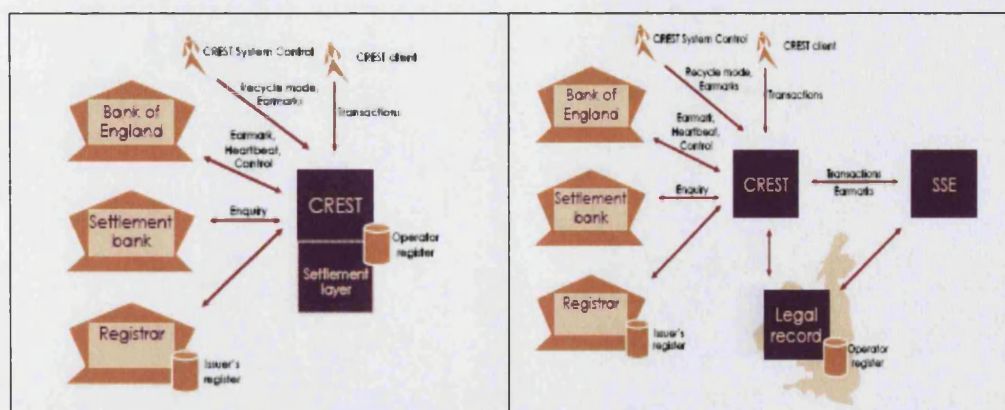 CREST System Control
CREST client
Recycle mode,
Earmarks
Transactions
Bank of
England
Earmark,
Heartbeat,
Control
CREST
Enquiry
Settlement
bank
Operator
register
Settlement
layer
Registrar
Issuer's
register
CREST System Control
CREST client
Recycle mode,
Earmarks
Transactions
Bank of
England
Earmark,
Heartbeat,
Control
CREST
Transactions
Earmarks
SSE
Enquiry
Settlement
bank
Registrar
Issuer's
register
Legal
record
Operator
register